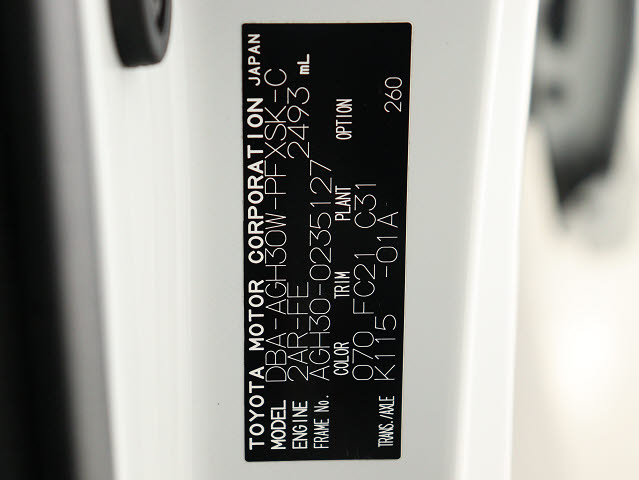 TOYOTA MOTOR CORPORATION JAPAN
MODEL DBA-AGH30W-PFXSK-C
ENGINE 2AR-FE 2493 mL
FRAME No. AGH30-0235127
COLOR TRIM PLANT OPTION
070 FC21 C31 260
TRANS./AXLE K115 -01A